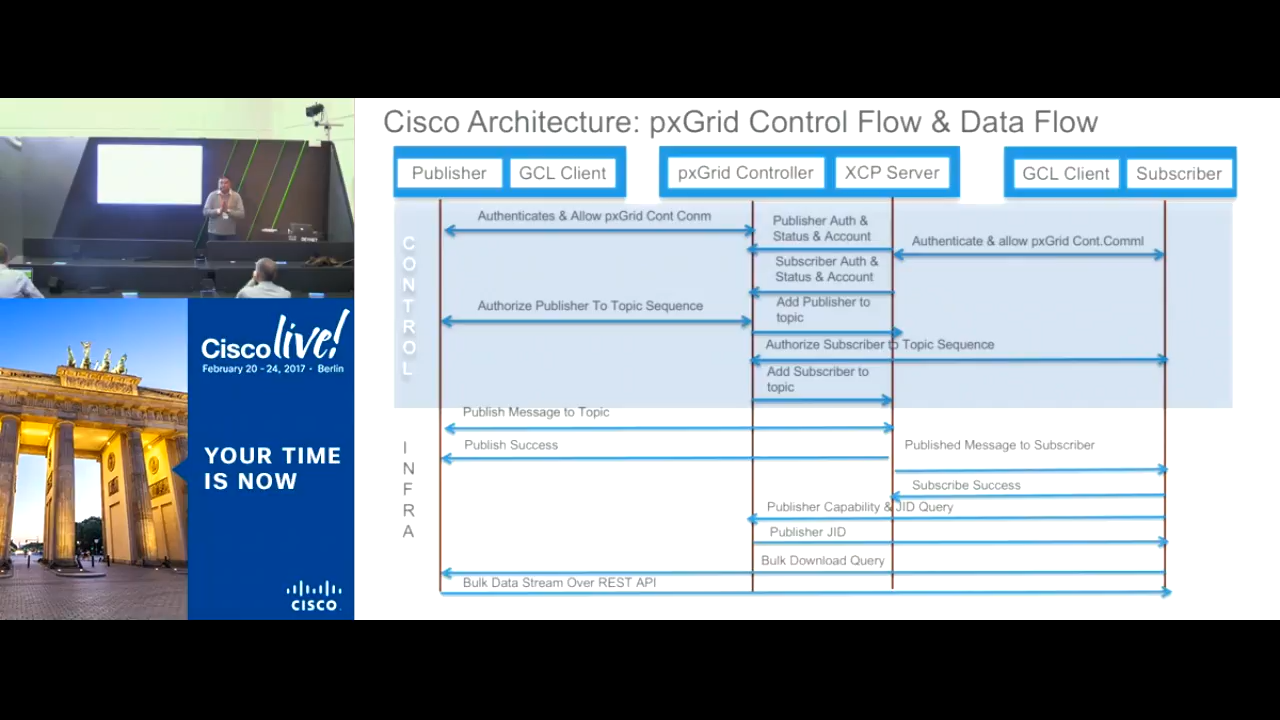 Cisco Architecture: pxGrid Control Flow & Data Flow
Publisher
GCL Client
pxGrid Controller
XCP Server
GCL Client
Subscriber
CONTROL
Authenticates & Allow pxGrid Cont Conm
Publisher Auth &
Status & Account
Authenticate & allow pxGrid Cont.Comml
Subscriber Auth &
Status & Account
Authorize Publisher To Topic Sequence
Add Publisher to
topic
Authorize Subscriber to Topic Sequence
Add Subscriber to
topic
INFRA
Publish Message to Topic
Publish Success
Published Message to Subscriber
Subscribe Success
Publisher Capability & JID Query
Publisher JID
Bulk Download Query
Bulk Data Stream Over REST API
Cisco live!
February 20 - 24, 2017 · Berlin
YOUR TIME
IS NOW
CISCO